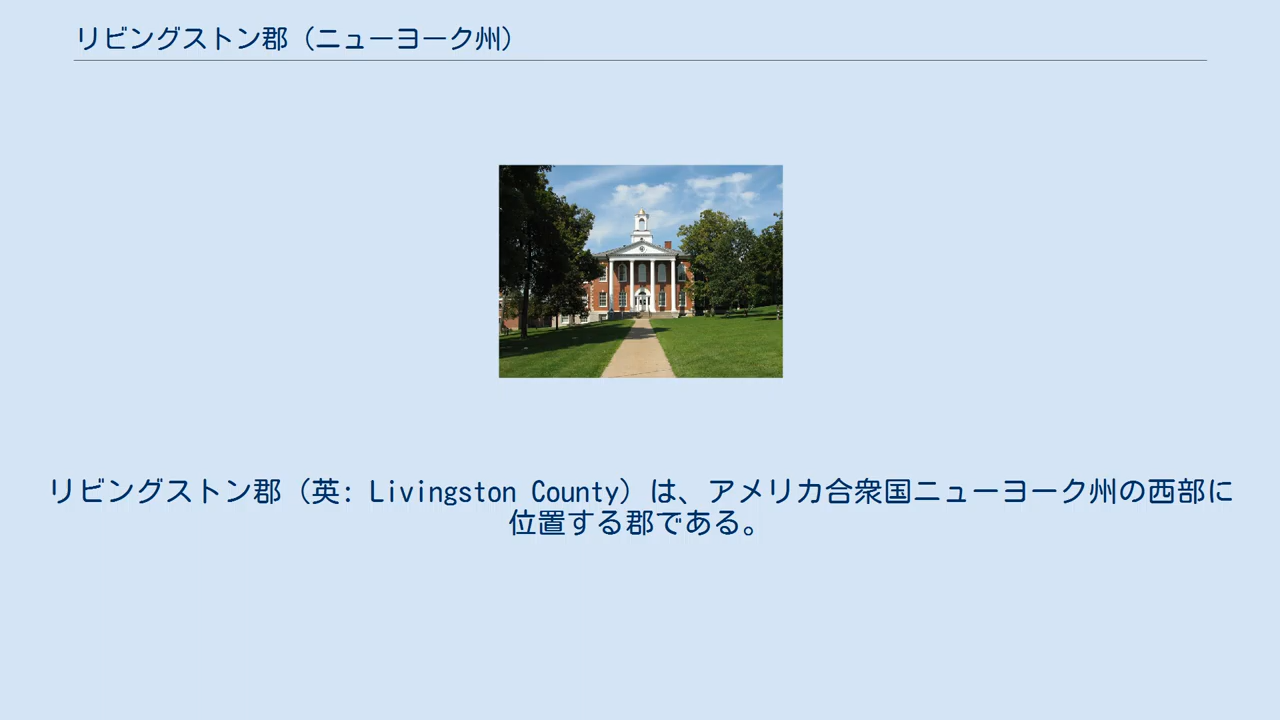 リビングストン郡（ニューヨーク州）
リビングストン郡（英: Livingston County）は、アメリカ合衆国ニューヨーク州の西部に
位置する郡である。